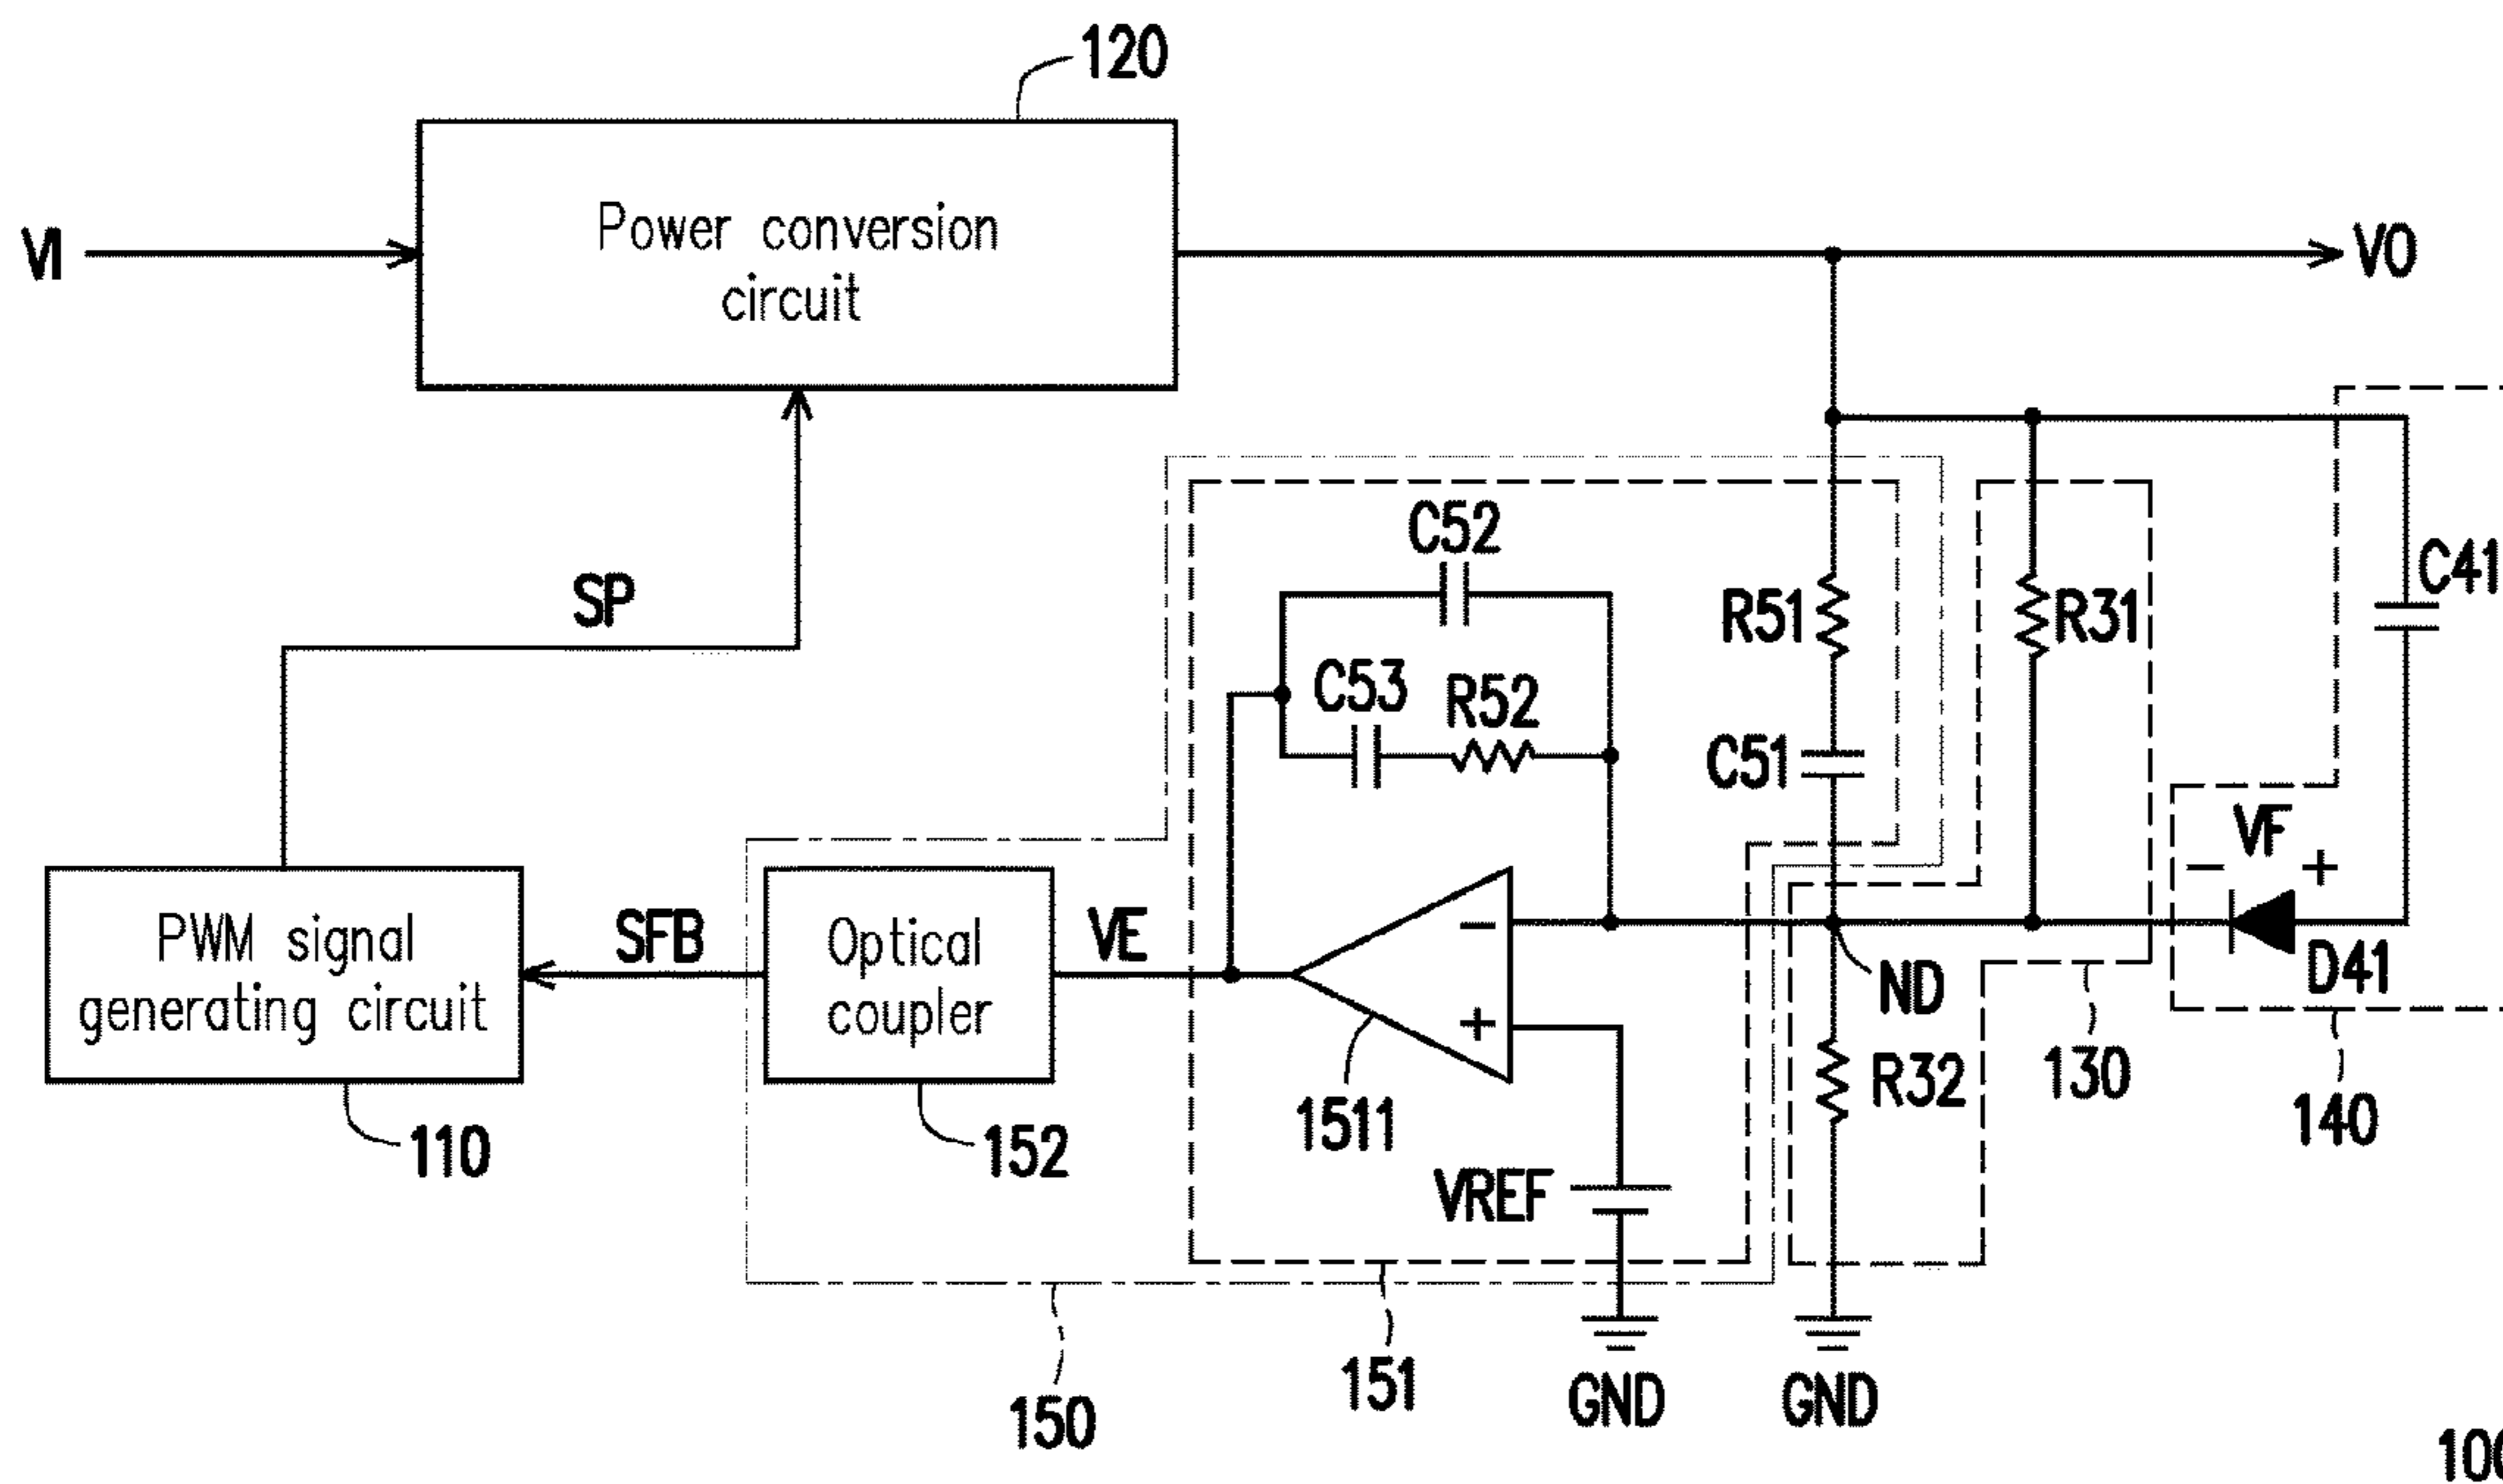 120
Power conversion
circuit
VI
VO
SP
C52
C53
R52
R51
R31
C41
C51
VF
- +
D41
PWM signal
generating circuit
SFB
Optical
coupler
VE
-
+
ND
R32
130
140
110
152
1511
VREF
151
150
GND
GND